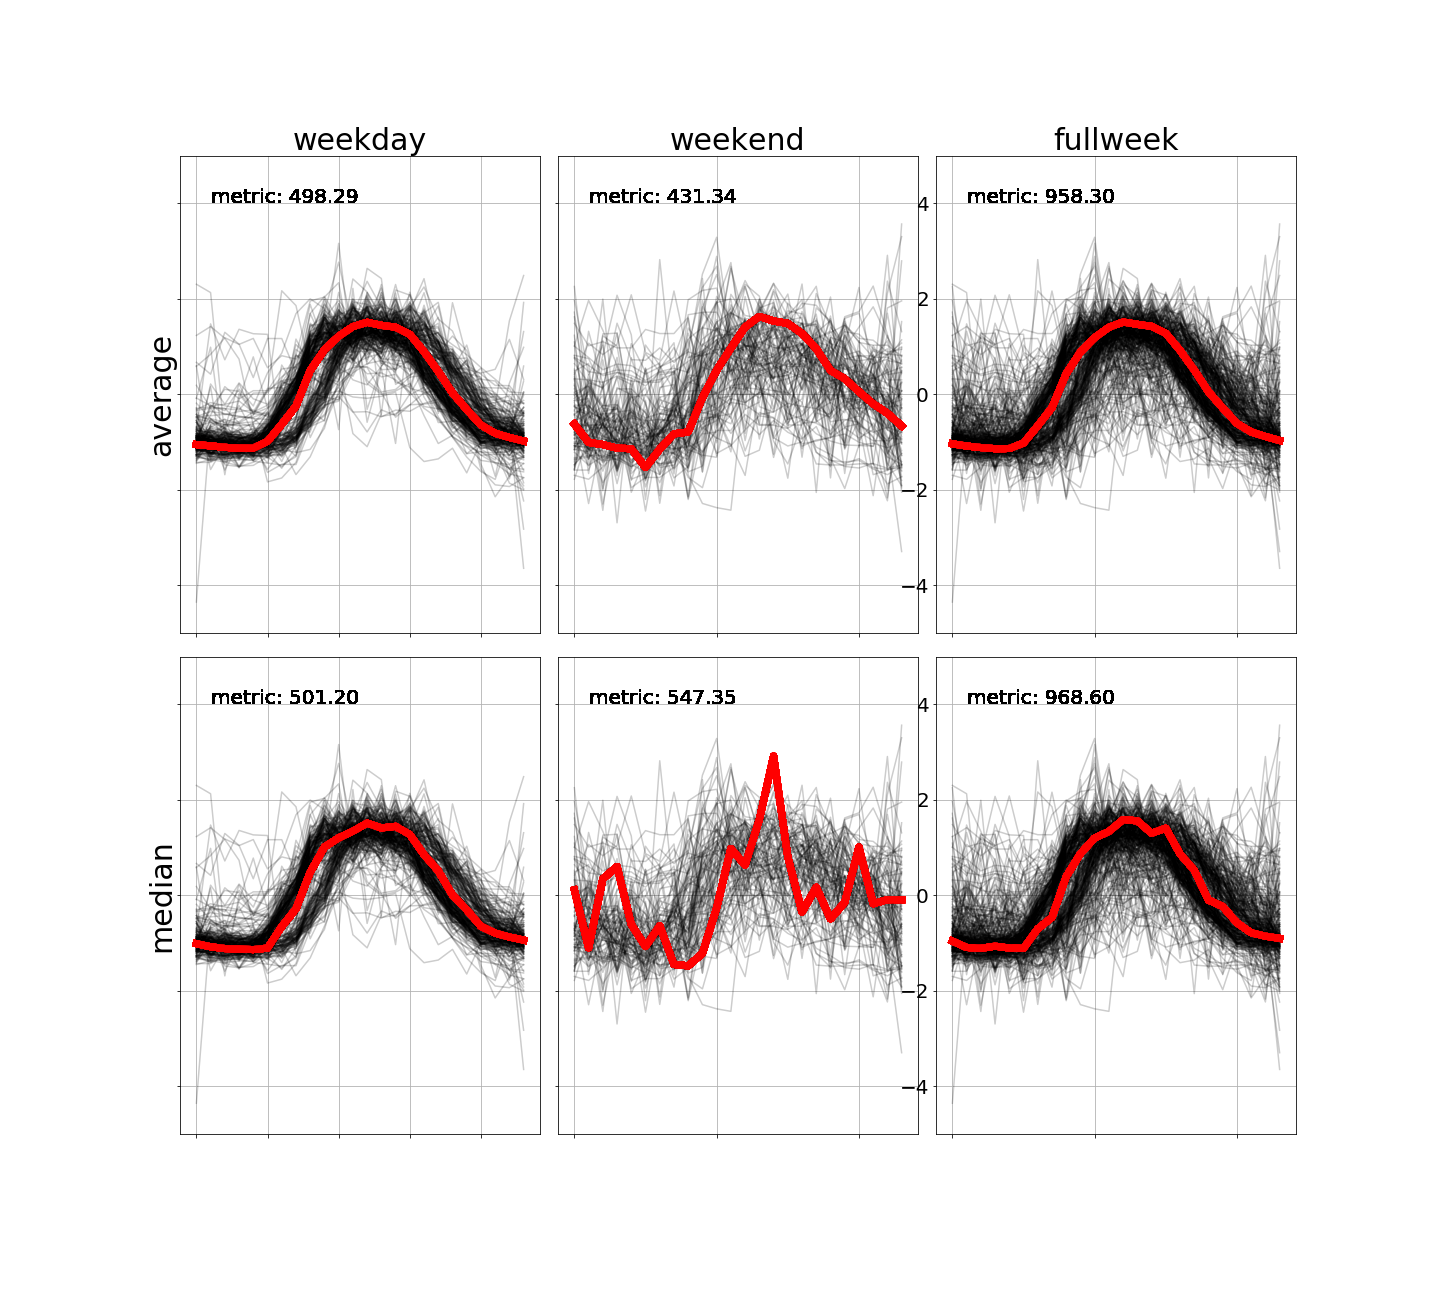 weekday
weekend
fullweek
metric: 498.29
metric: 431.34
metric: 958.30
4
2
0
−2
−4
average
metric: 501.20
metric: 547.35
metric: 968.60
4
2
0
−2
−4
median